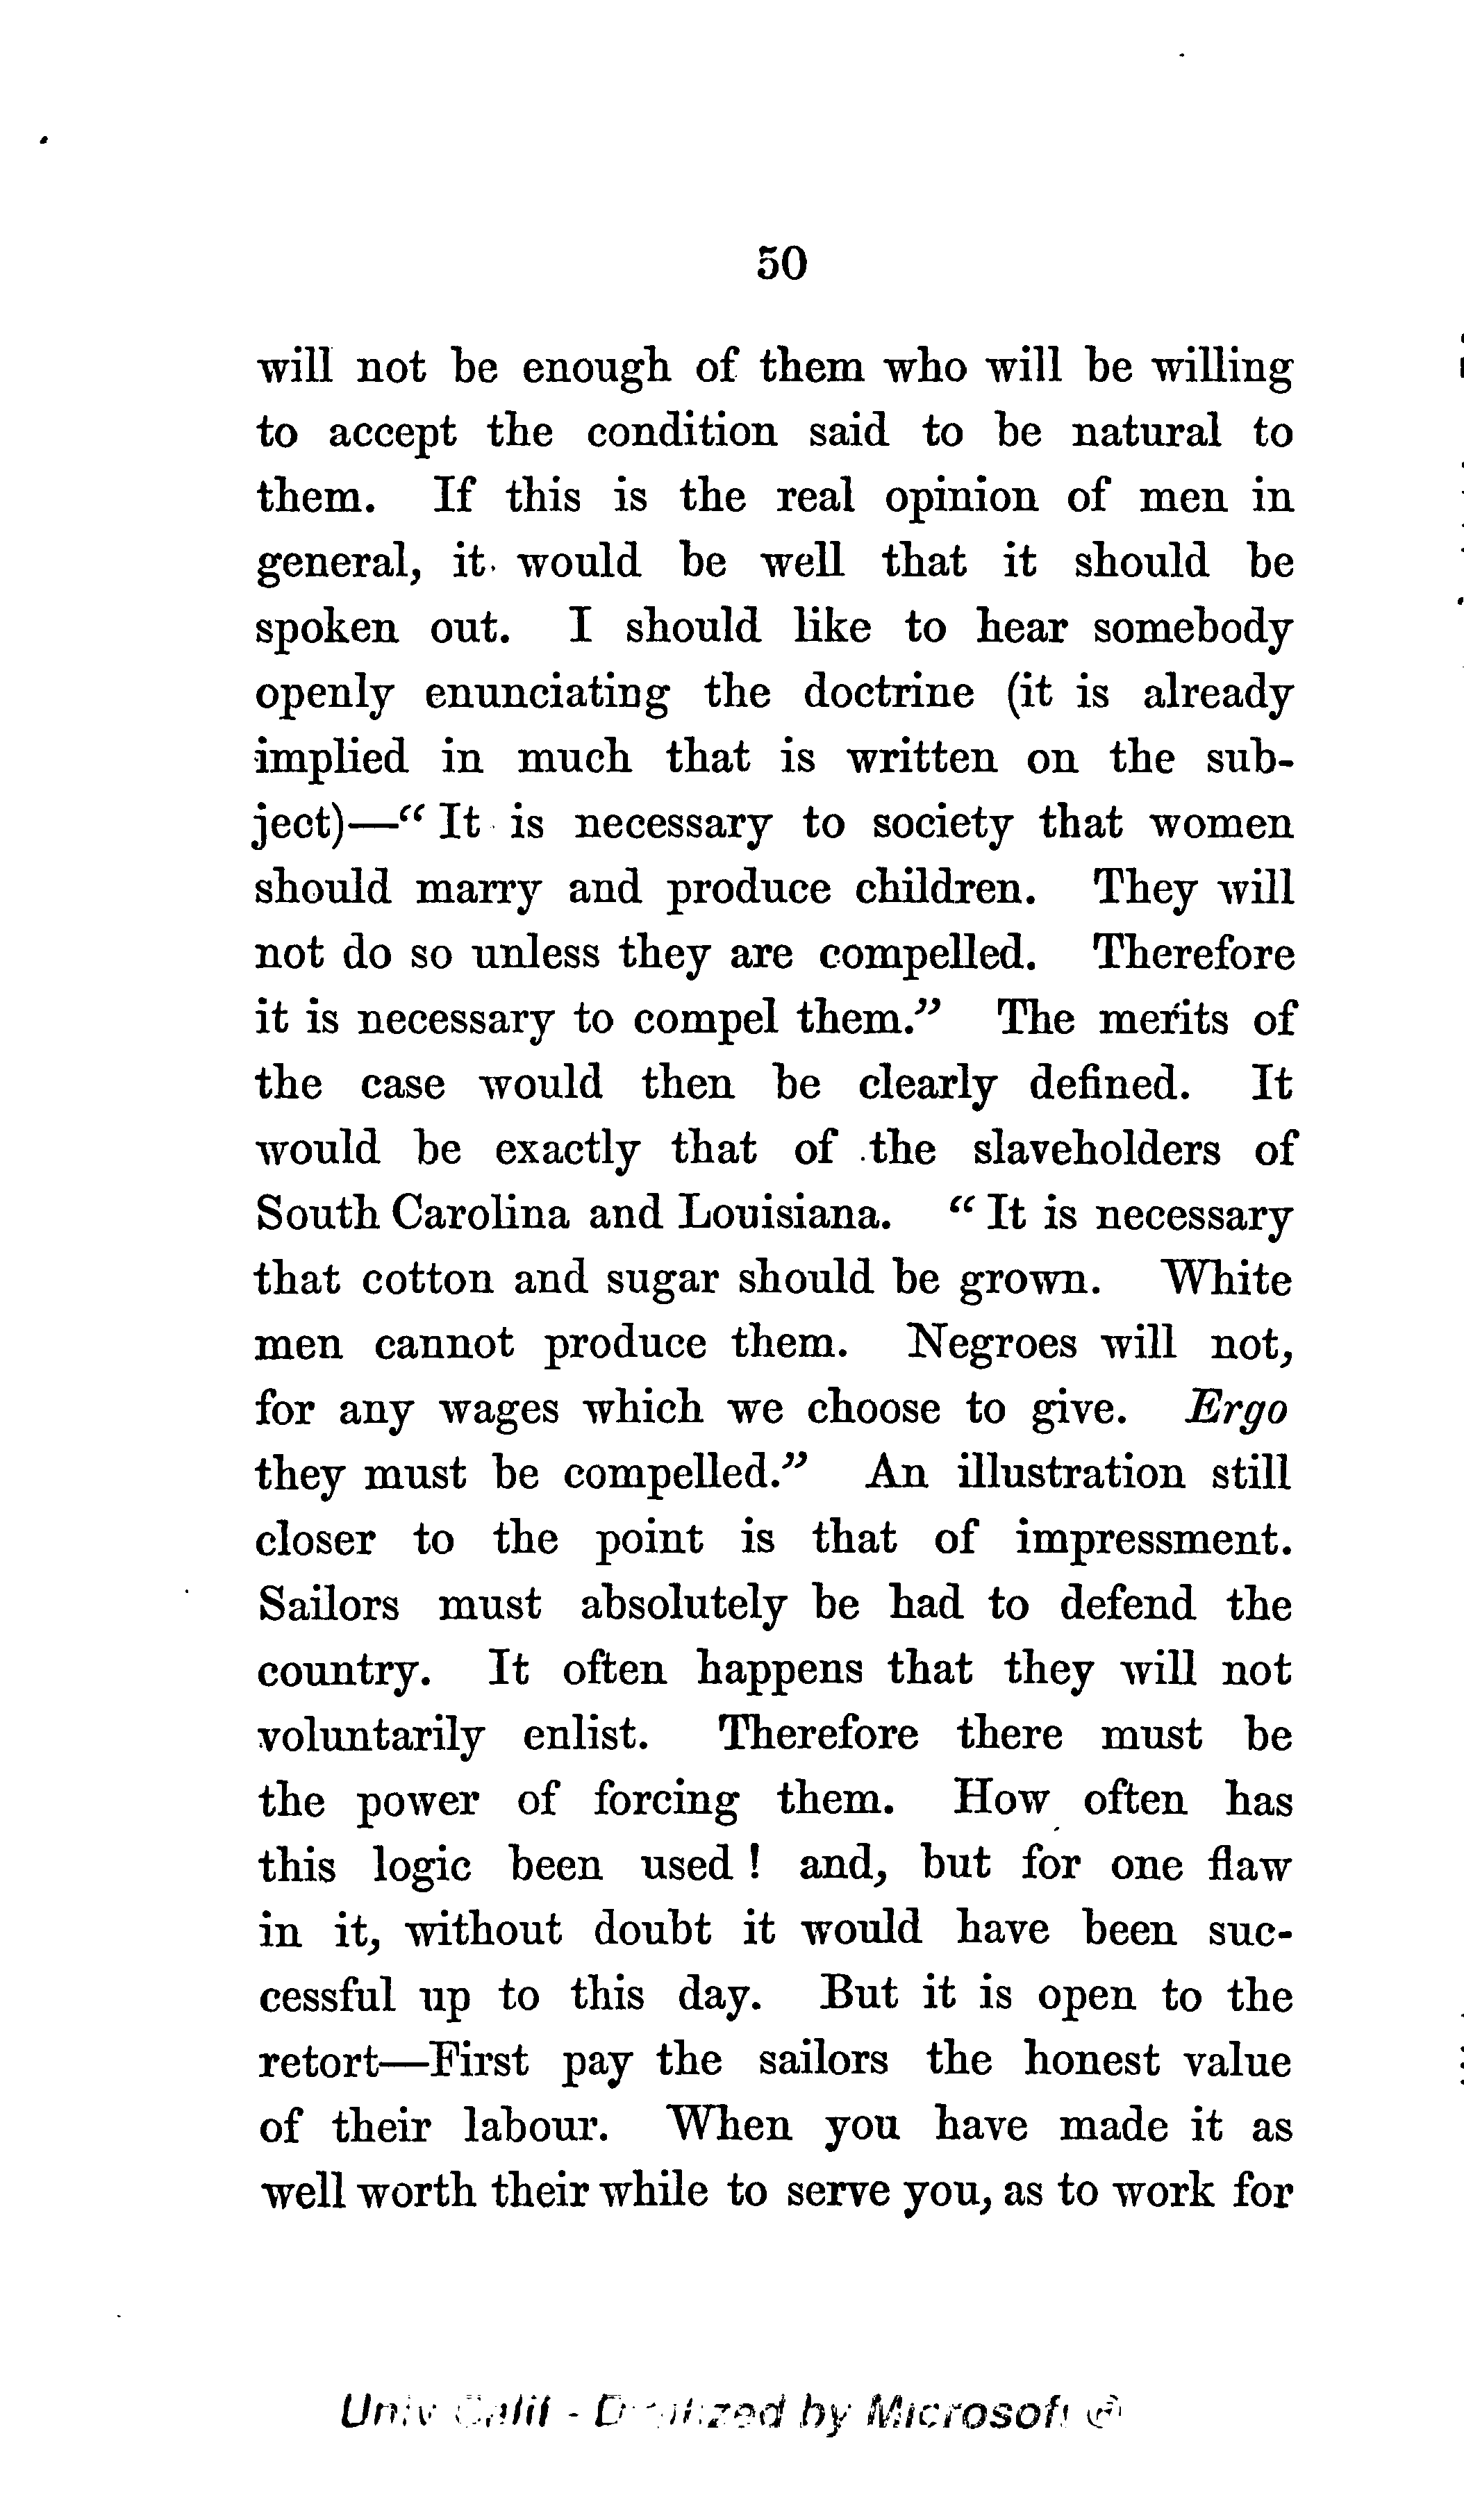 50
will not be enough of them who will be willing
to accept the condition said to be natural to
them. If this is the real opinion of men in
general, it would be well that it should be
spoken out. I should like to hear somebody
openly enunciating the doctrine (it is already
implied in much that is written on the sub-
ject)—“ It is necessary to society that women
should marry and produce children. They will
not do so unless they are compelled. Therefore
it is necessary to compel them.” The merits of
the case would then be clearly defined. It
would be exactly that of the slaveholders of
South Carolina and Louisiana. “ It is necessary
that cotton and sugar should be grown. White
men cannot produce them. Negroes will not,
for any wages which we choose to give. Ergo
they must be compelled.” An illustration still
closer to the point is that of impressment.
Sailors must absolutely be had to defend the
country. It often happens that they will not
voluntarily enlist. Therefore there must be
the power of forcing them. How often has
this logic been used ! and, but for one flaw
in it, without doubt it would have been suc-
cessful up to this day. But it is open to the
retort—First pay the sailors the honest value
of their labour. When you have made it as
well worth their while to serve you, as to work for
Univ Calif - Digitized by Microsoft ®